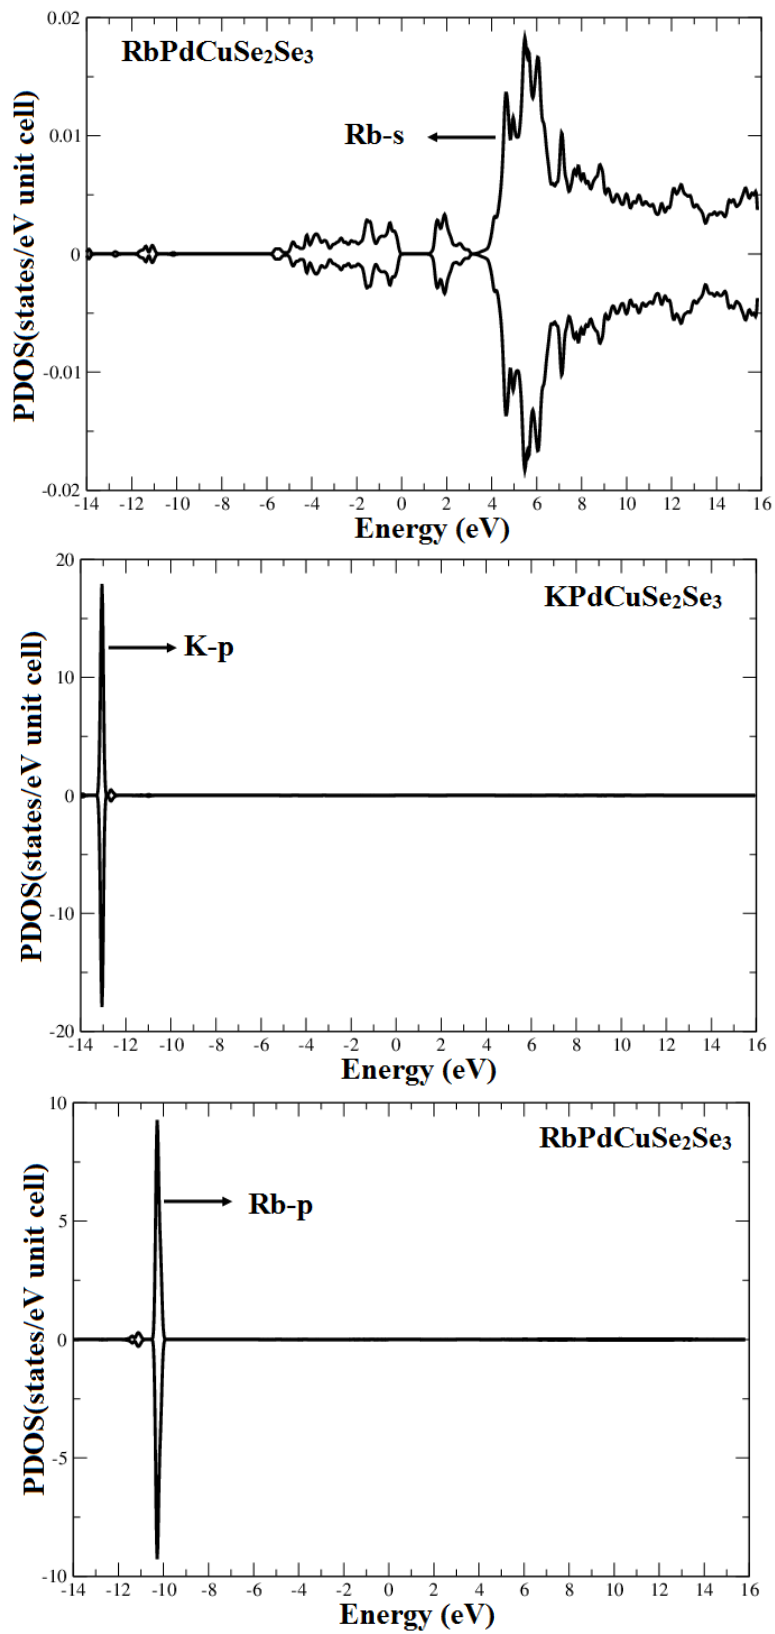 0.02
RbPdCuSe₂Se₃
0.01
Rb-s
PDOS(states/eV unit cell)
0
-0.01
-0.02
-14 -12 -10 -8 -6 -4 -2 0 2 4 6 8 10 12 14 16
Energy (eV)
20
KPdCuSe₂Se₃
K-p
10
PDOS(states/eV unit cell)
0
-10
-20
-14 -12 -10 -8 -6 -4 -2 0 2 4 6 8 10 12 14 16
Energy (eV)
10
RbPdCuSe₂Se₃
Rb-p
5
PDOS(states/eV unit cell)
0
-5
-10
-14 -12 -10 -8 -6 -4 -2 0 2 4 6 8 10 12 14 16
Energy (eV)